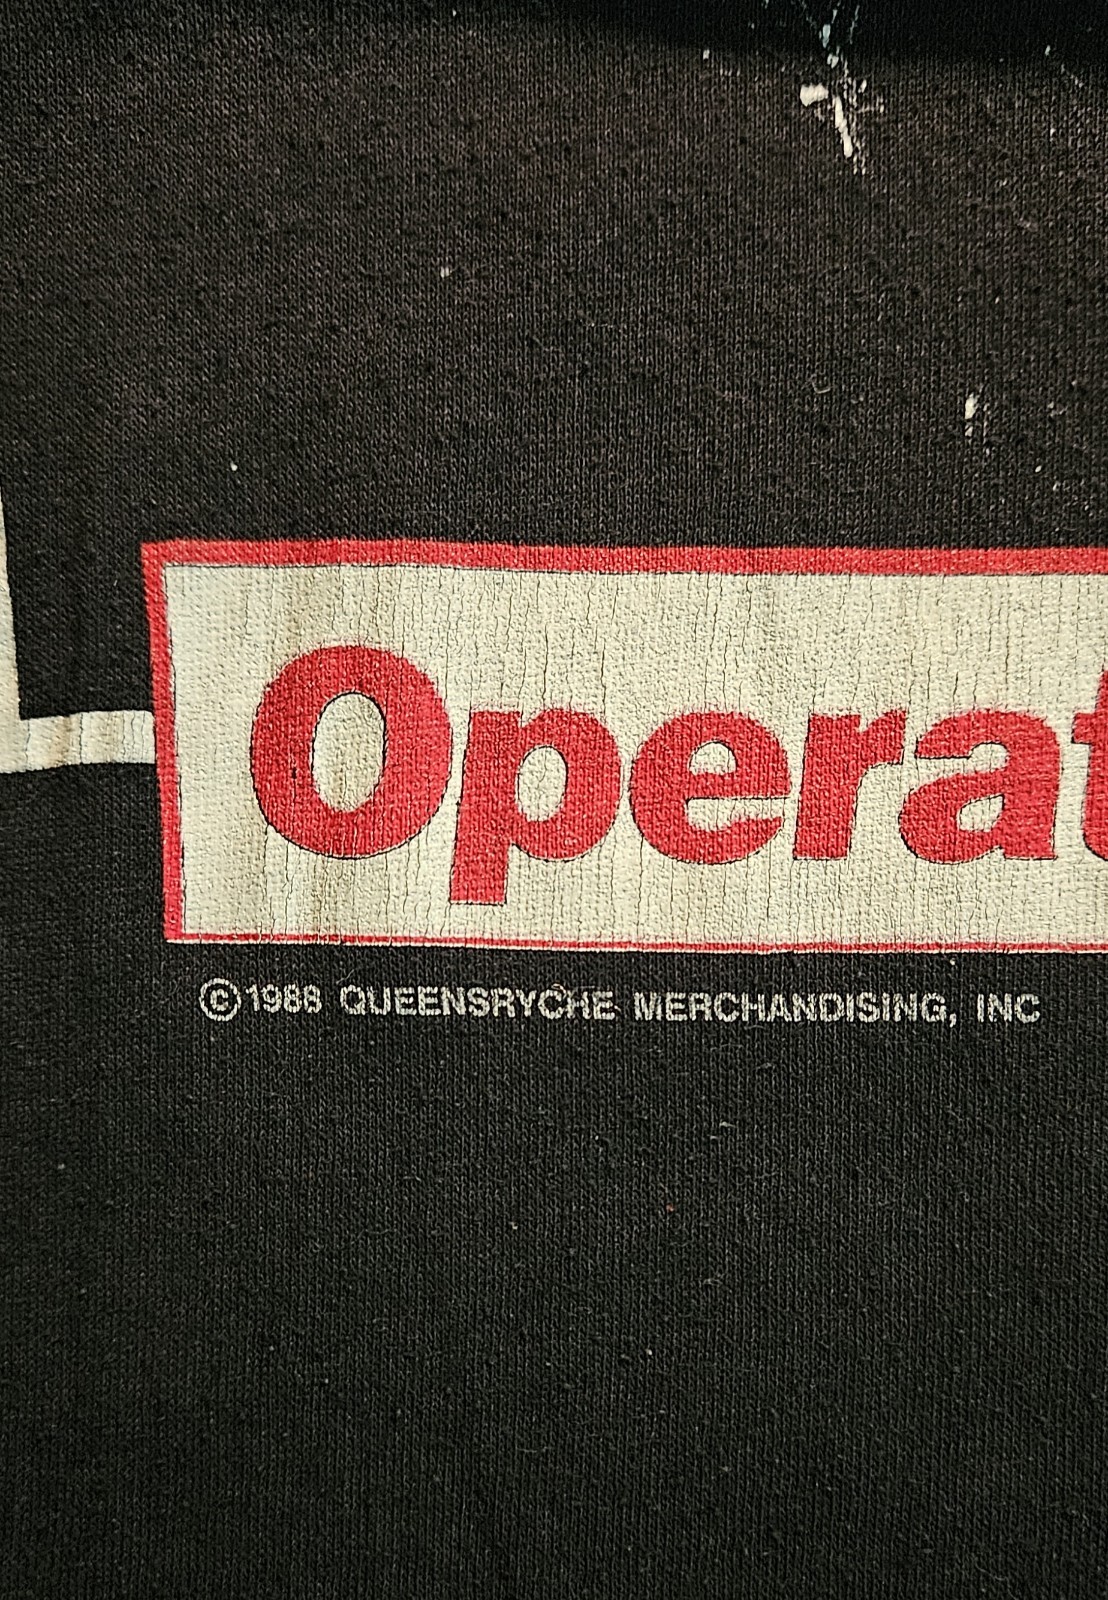 Operat
©1988 QUEENSRYCHE MERCHANDISING, INC